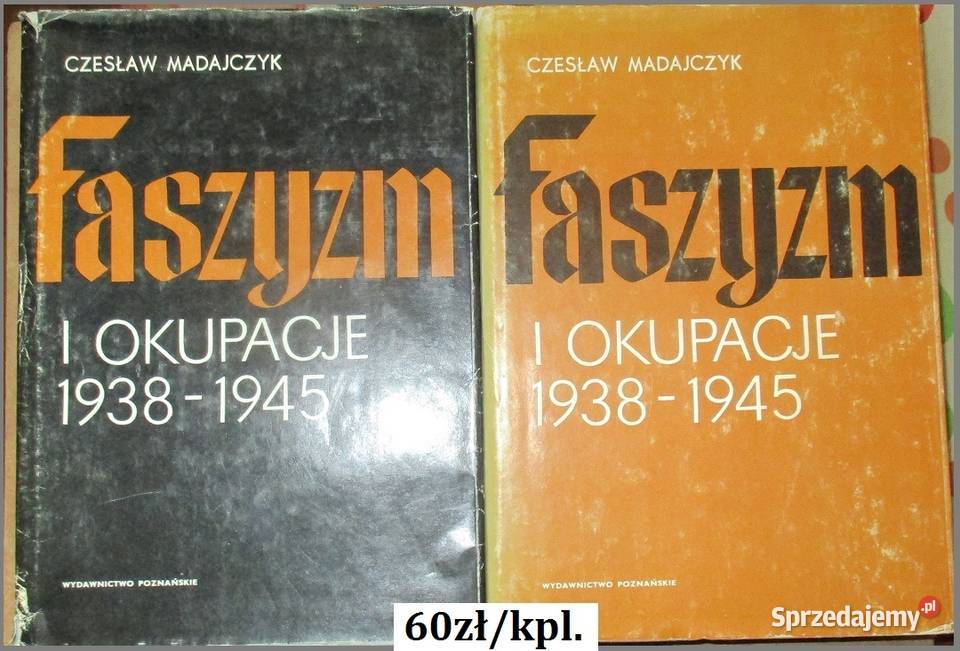 CZESŁAW MADAJCZYK
Faszyzm
I OKUPACJE
1938-1945
WYDAWNICTWO POZNAŃSKIE
CZESŁAW MADAJCZYK
Faszyzm
I OKUPACJE
1938-1945
WYDAWNICTWO POZNAŃSKIE
60zł/kpl.
Sprzedajemy.pl